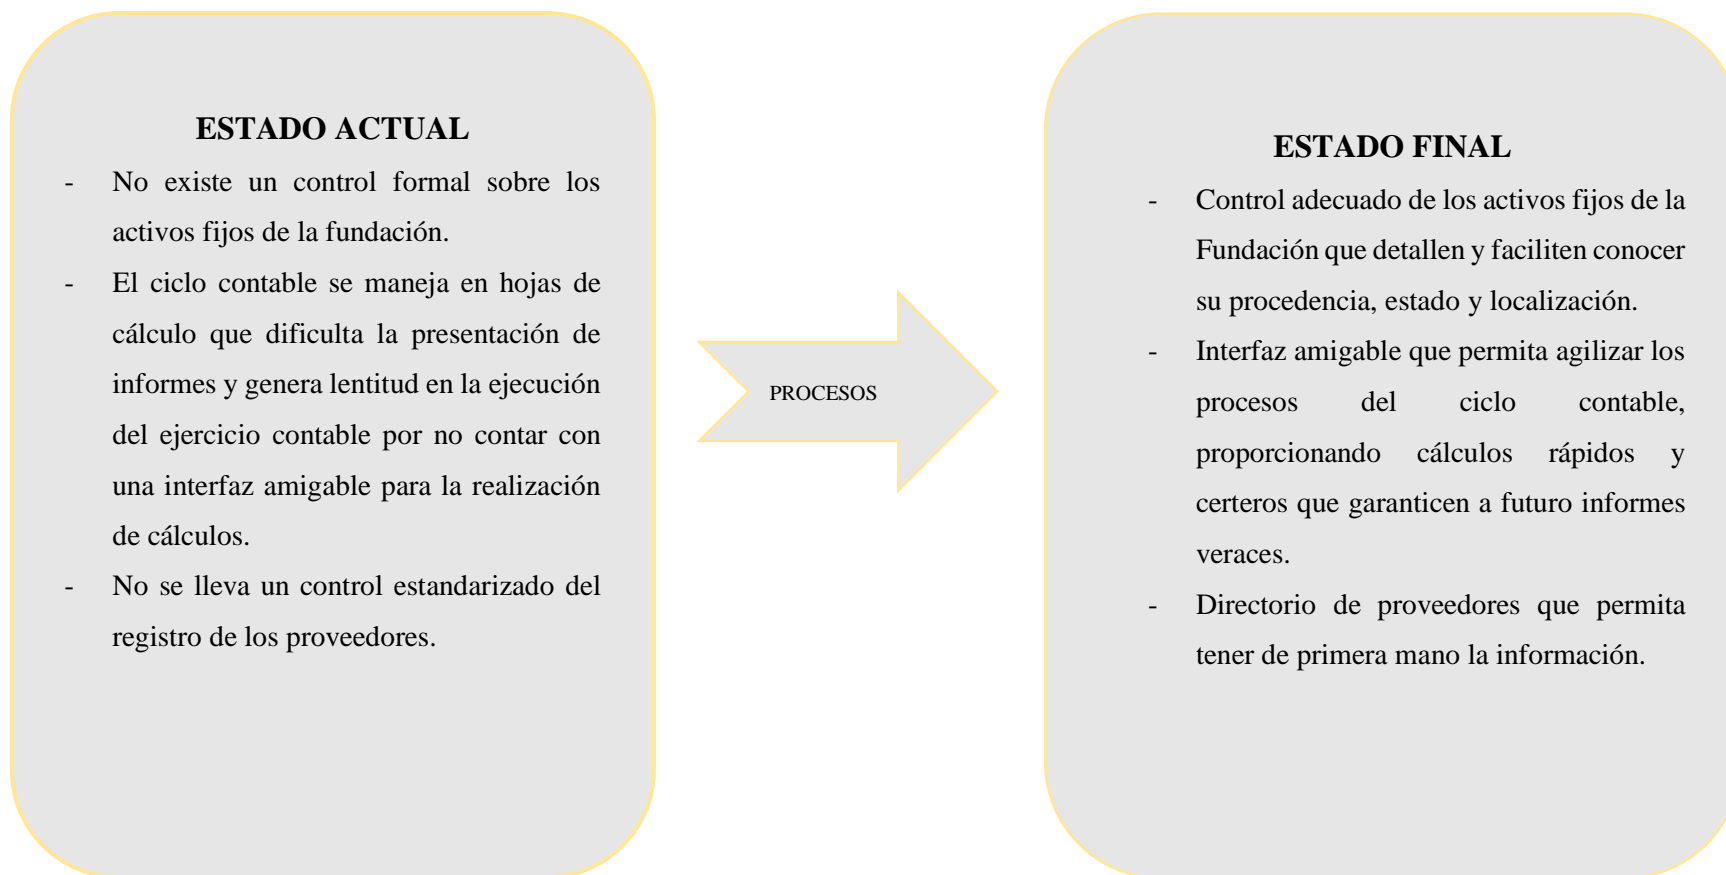 ESTADO ACTUAL
- No existe un control formal sobre los
activos fijos de la fundación.
- El ciclo contable se maneja en hojas de
cálculo que dificulta la presentación de
informes y genera lentitud en la ejecución
del ejercicio contable por no contar con
una interfaz amigable para la realización
de cálculos.
- No se lleva un control estandarizado del
registro de los proveedores.
PROCESOS
ESTADO FINAL
- Control adecuado de los activos fijos de la
Fundación que detallen y faciliten conocer
su procedencia, estado y localización.
- Interfaz amigable que permita agilizar los
procesos del ciclo contable,
proporcionando cálculos rápidos y
certeros que garanticen a futuro informes
veraces.
- Directorio de proveedores que permita
tener de primera mano la información.